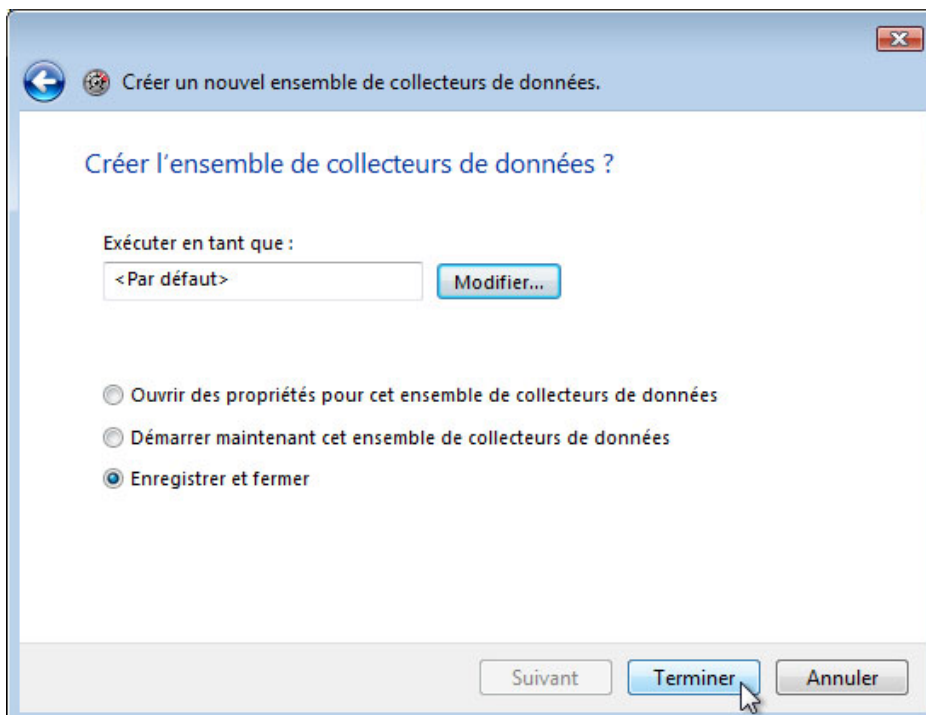 Créer un nouvel ensemble de collecteurs de données.
Créer l'ensemble de collecteurs de données ?
Exécuter en tant que :
<Par défaut>
Modifier...
Ouvrir des propriétés pour cet ensemble de collecteurs de données
Démarrer maintenant cet ensemble de collecteurs de données
Enregistrer et fermer
Suivant
Terminer
Annuler